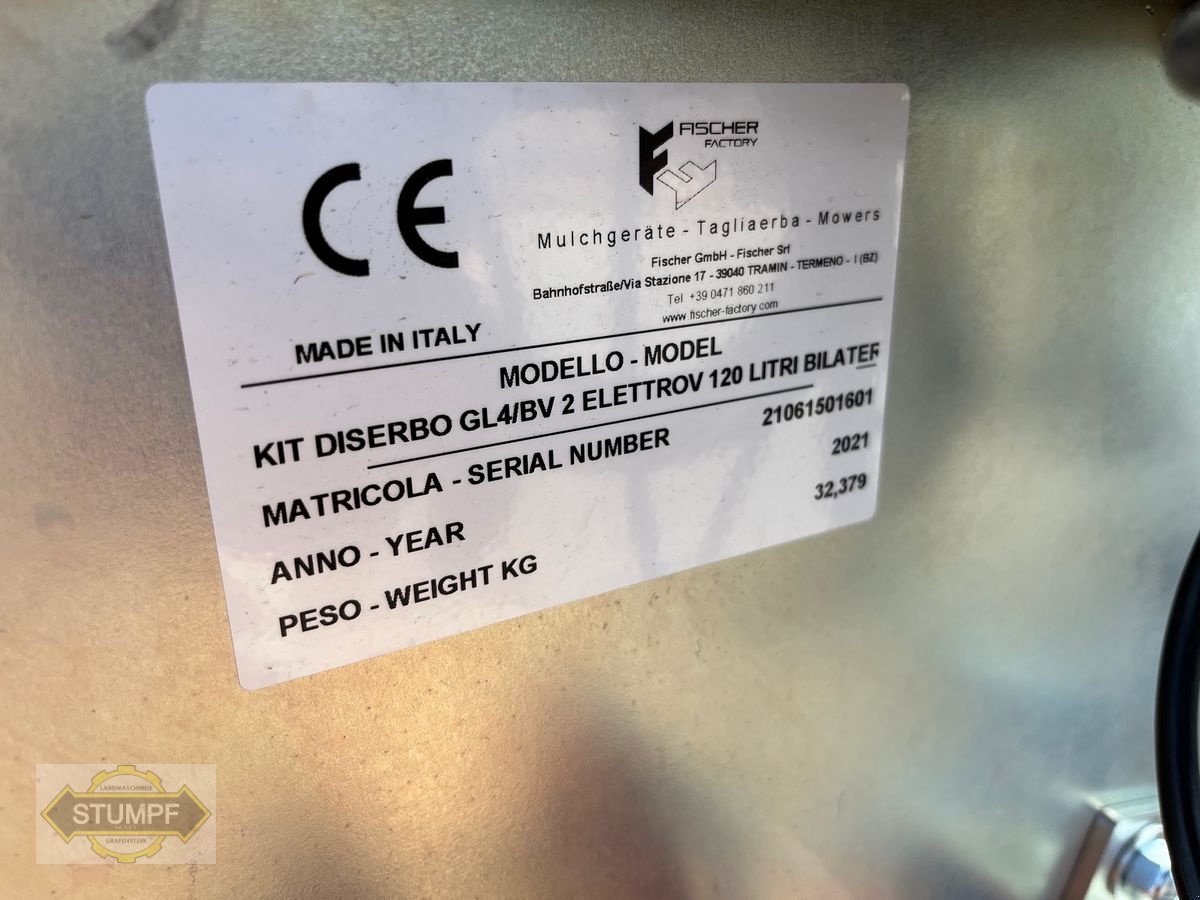 CE
FISCHER
FACTORY
Mulchgeräte - Tagliaerba - Mowers
Fischer GmbH - Fischer Srl
Bahnhofstraße/Via Stazione 17 - 39040 TRAMIN - TERMENO - I (BZ)
Tel +39 0471 860 211
www.fischer-factory.com
MADE IN ITALY
MODELLO - MODEL
KIT DISERBO GL4/BV 2 ELETTROV 120 LITRI BILATER
MATRICOLA - SERIAL NUMBER 21061501601
ANNO - YEAR 2021
PESO - WEIGHT KG 32,379
LANDMASCHINEN
STUMPF
GRAFENSTEIN